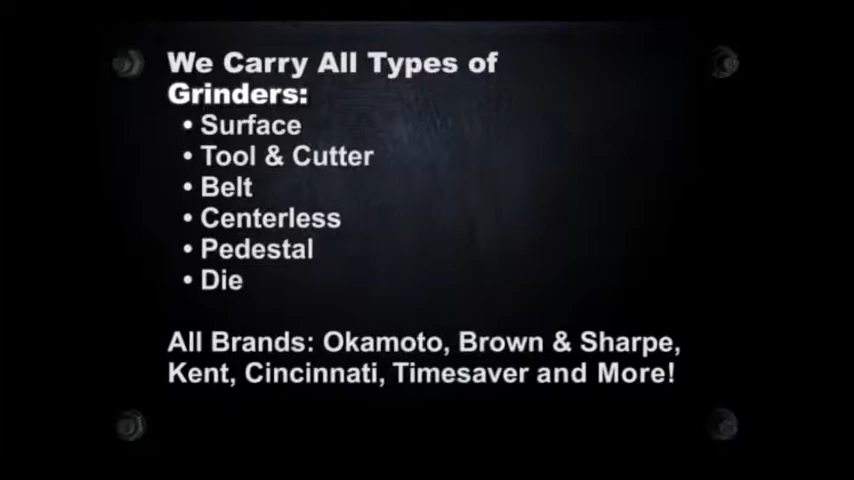 We Carry All Types of
Grinders:
• Surface
• Tool & Cutter
• Belt
• Centerless
• Pedestal
• Die
All Brands: Okamoto, Brown & Sharpe,
Kent, Cincinnati, Timesaver and More!